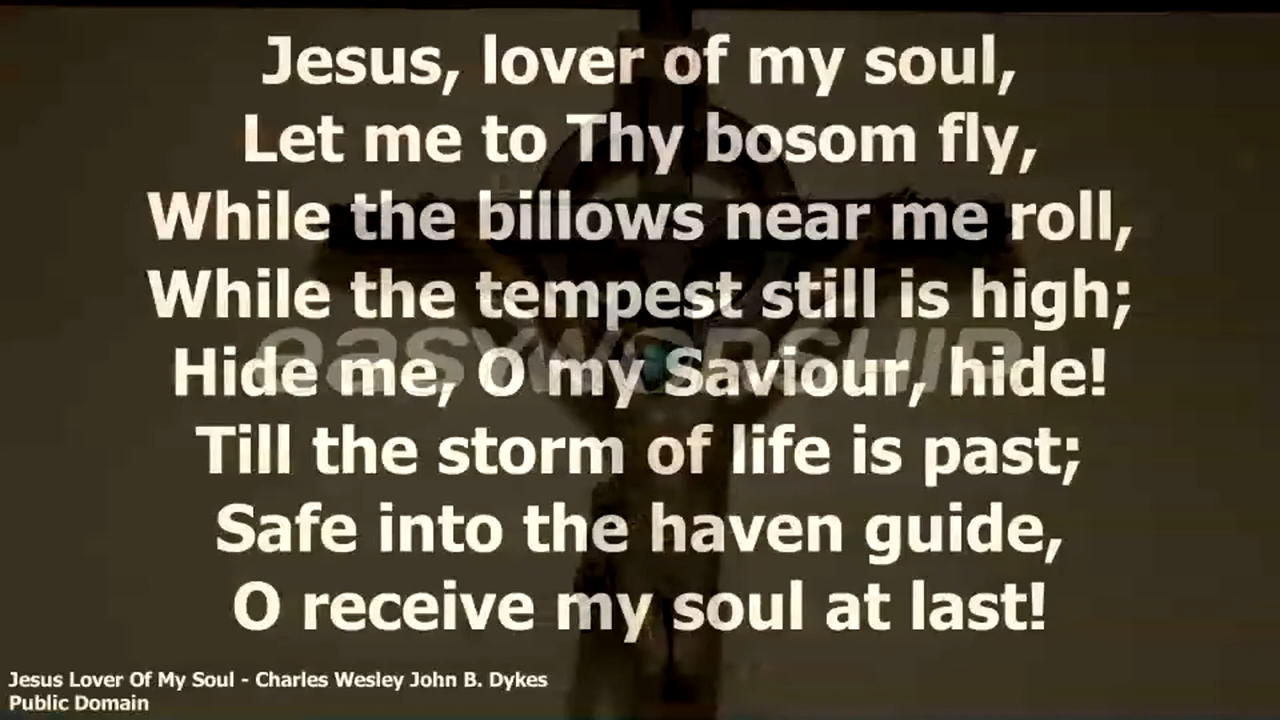 Jesus, lover of my soul,
Let me to Thy bosom fly,
While the billows near me roll,
While the tempest still is high;
easyworship
Hide me, O my Saviour, hide!
Till the storm of life is past;
Safe into the haven guide,
O receive my soul at last!
Jesus Lover Of My Soul - Charles Wesley John B. Dykes
Public Domain